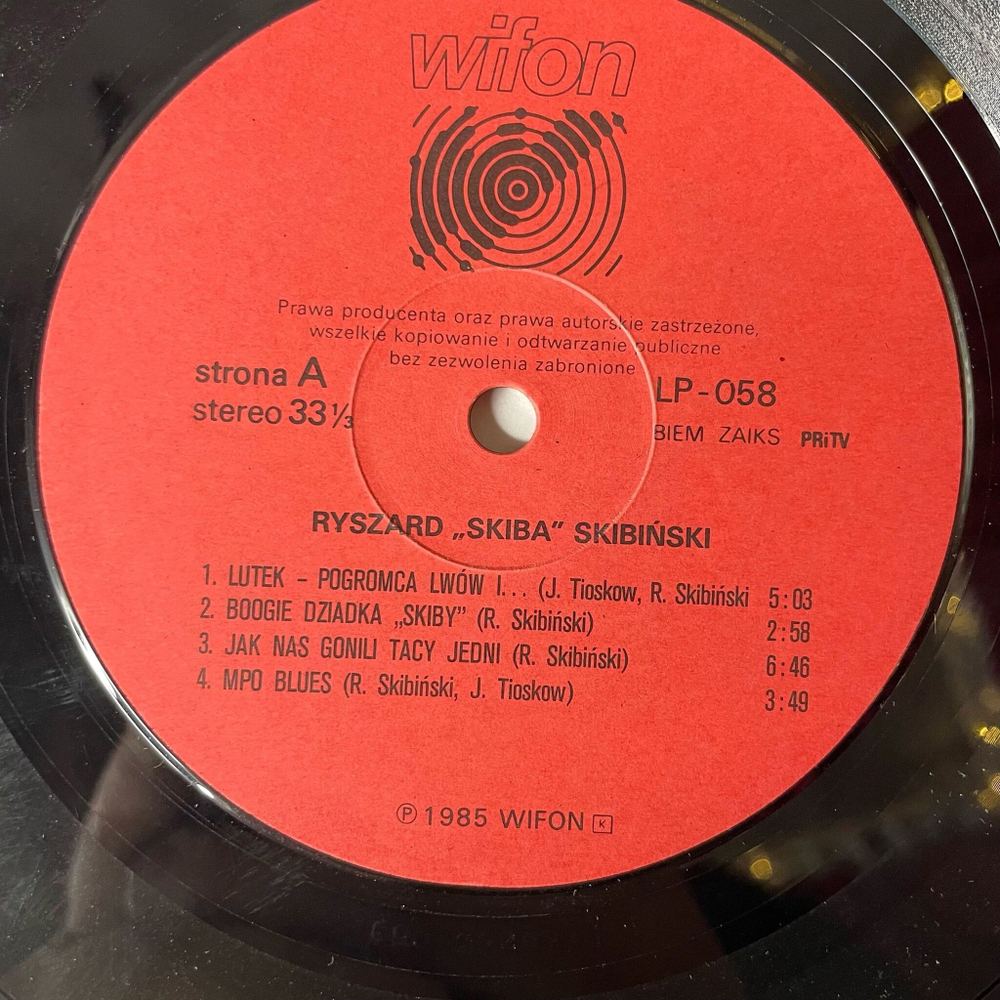 wifon
Prawa producenta oraz prawa autorskie zastrzeżone,
wszelkie kopiowanie i odtwarzanie publiczne
bez zezwolenia zabronione
strona A
stereo 33 ⅓
LP-058
BIEM ZAIKS PRiTV
RYSZARD „SKIBA” SKIBIŃSKI
1. LUTEK – POGROMCA LWÓW I... (J. Tioskow, R. Skibiński 5:03
2. BOOGIE DZIADKA „SKIBY” (R. Skibiński) 2:58
3. JAK NAS GONILI TACY JEDNI (R. Skibiński) 6:46
4. MPO BLUES (R. Skibiński, J. Tioskow) 3:49
Ⓟ 1985 WIFON K